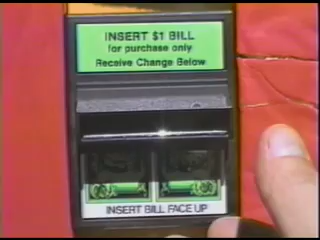 INSERT $1 BILL
for purchase only
Receive Change Below
INSERT BILL FACE UP